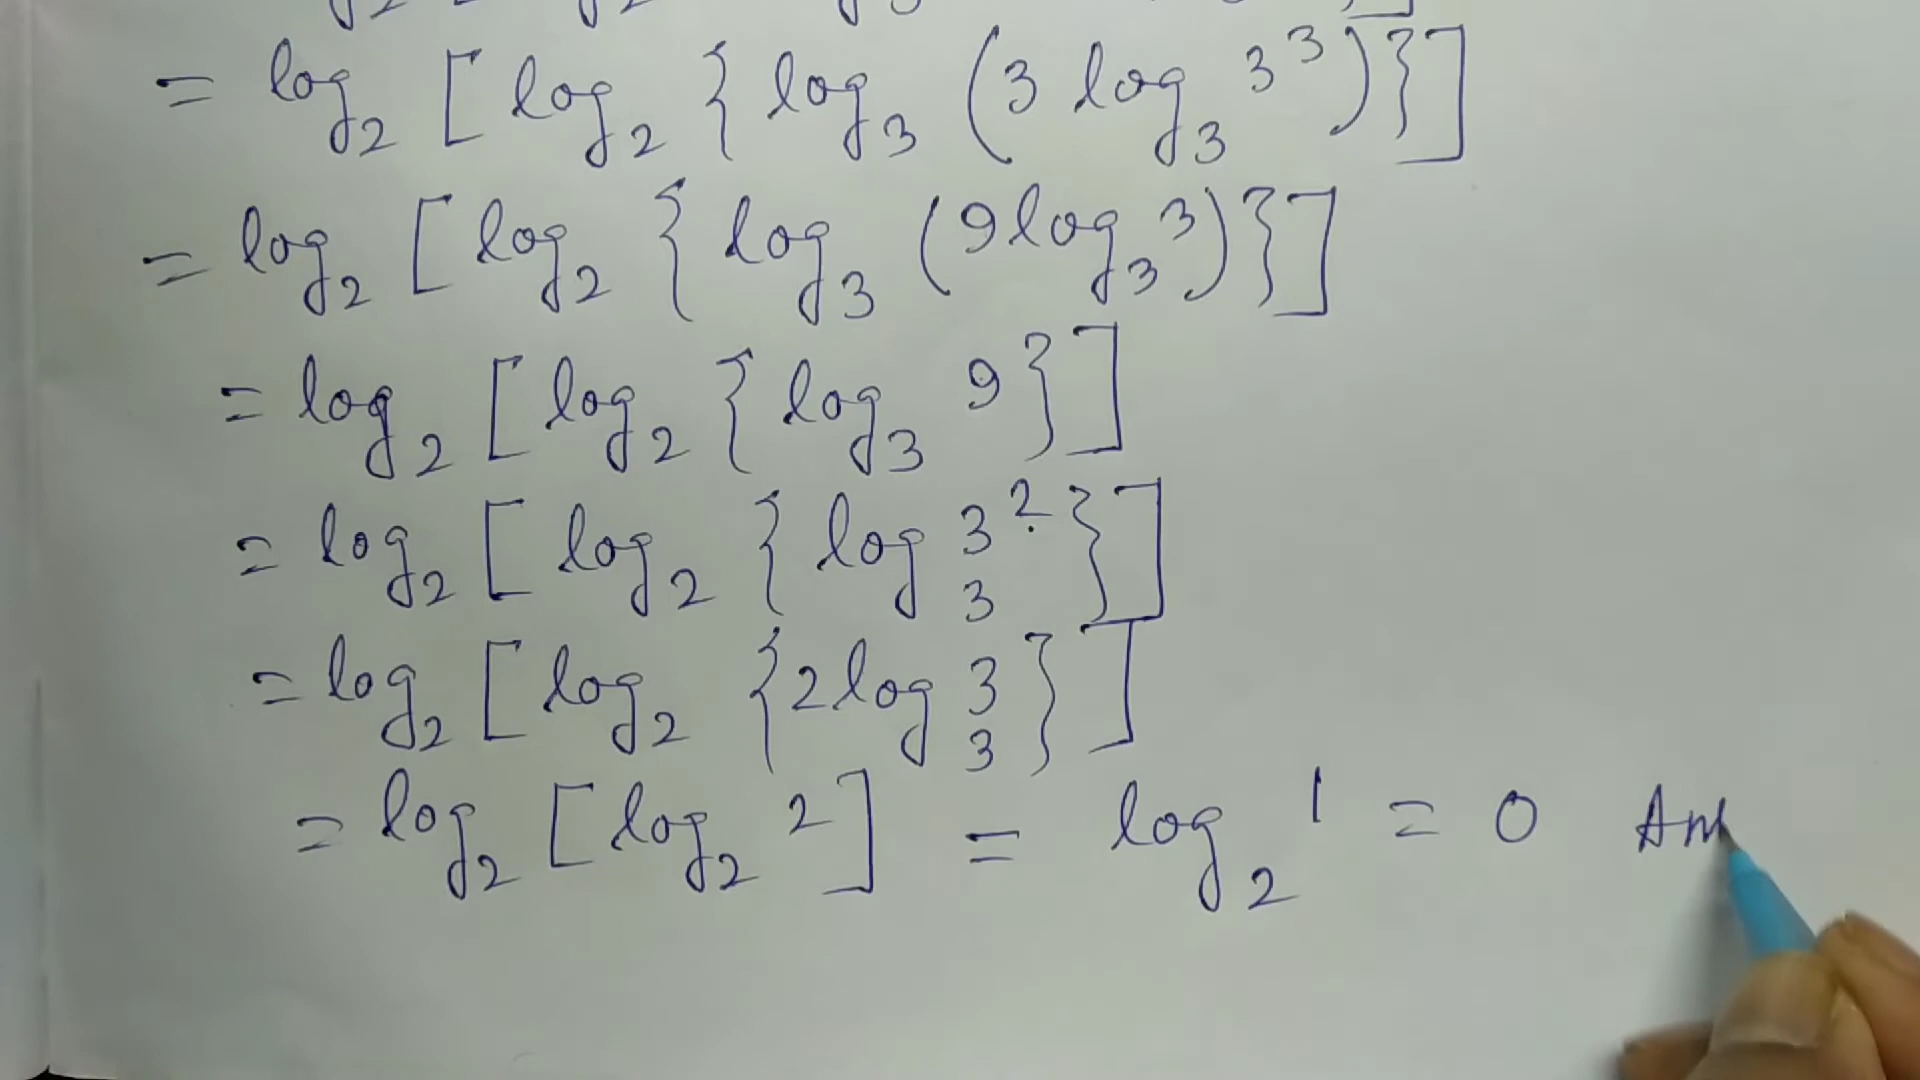 = log₂ [ log₂ { log₃ (3 log₃ 3³)}]
= log₂ [ log₂ { log₃ (9 log₃ 3)}]
= log₂ [ log₂ { log₃ 9}]
= log₂ [ log₂ { log₃ 3²}]
= log₂ [ log₂ {2 log₃ 3}]
= log₂ [ log₂ 2] = log₂ 1 = 0 Ans